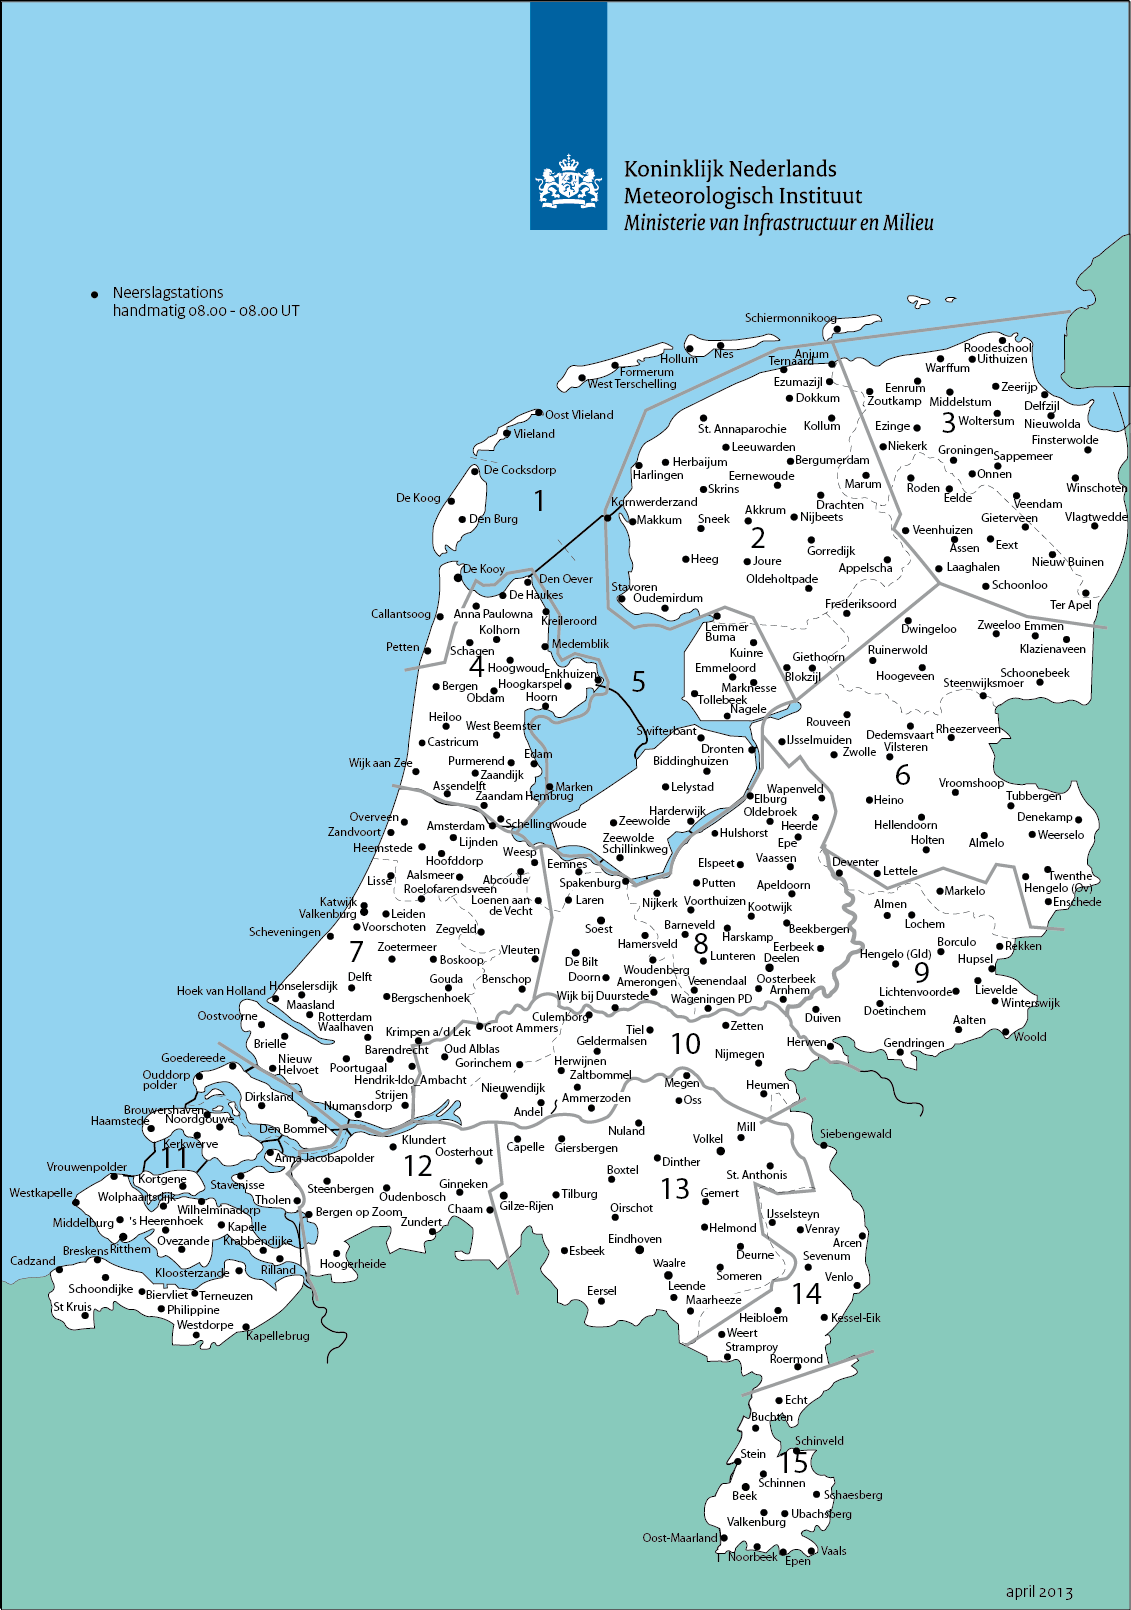 Koninklijk Nederlands
Meteorologisch Instituut
Ministerie van Infrastructuur en Milieu
Neerslagstations
handmatig 08.00 - 08.00 UT
Schiermonnikoog
Roodeschool
Hollum
Nes
Ternaard
Anjum
Uithuizen
Warffum
Formerum
West Terschelling
Ezumazijl
Eenrum
Zeerijp
Dokkum
Zoutkamp
Middelstum
Delfzijl
Oost Vlieland
3
Woltersum
Nieuwolda
St. Annaparochie
Kollum
Ezinge
Vlieland
Finsterwolde
Leeuwarden
Niekerk
Groningen
Sappemeer
De Cocksdorp
Harlingen
Herbaijum
Bergumerdam
Eernewoude
Marum
Onnen
Skrins
Roden
Eelde
Winschoten
De Koog
1
Kornwerderzand
Drachten
Veendam
Den Burg
Makkum
Sneek
Akkrum
Nijbeets
Gieterveen
Vlagtwedde
2
Veenhuizen
Assen
Eext
Gorredijk
Heeg
Joure
Appelscha
Laaghalen
Nieuw Buinen
De Kooy
Den Oever
Oldeholtpade
Schoonloo
Stavoren
De Haukes
Oudemirdum
Frederiksoord
Ter Apel
Callantsoog
Anna Paulowna
Kreileroord
Lemmer
Buma
Dwingeloo
Zweeloo
Emmen
Kolhorn
Petten
Schagen
Medemblik
Kuinre
Giethoorn
Ruinerwold
Klazienaveen
4
Hoogwoud
Enkhuizen
5
Emmeloord
Blokzijl
Hoogeveen
Schoonebeek
Bergen
Hoogkarspel
Marknesse
Steenwijksmoer
Obdam
Hoorn
Tollebeek
Nagele
Heiloo
West Beemster
Swifterbant
Rouveen
Dedemsvaart
Rheezerveen
Castricum
Dronten
IJsselmuiden
Zwolle
Vilsteren
Wijk aan Zee
Purmerend
Edam
Biddinghuizen
6
Zaandijk
Assendelft
Marken
Lelystad
Wapenveld
Vroomshoop
Zaandam Hembrug
Elburg
Heino
Tubbergen
Overveen
Amsterdam
Schellingwoude
Zeewolde
Harderwijk
Oldebroek
Heerde
Hellendoorn
Denekamp
Zandvoort
Lijnden
Zeewolde
Schillinkweg
Hulshorst
Epe
Holten
Almelo
Weerselo
Heemstede
Hoofddorp
Weesp
Eemnes
Elspeet
Vaassen
Deventer
Lettele
Twenthe
Lisse
Aalsmeer
Roelofarendsveen
Abcoude
Spakenburg
Putten
Apeldoorn
Markelo
Hengelo (Ov)
Enschede
Katwijk
Valkenburg
Leiden
Loenen aan
de Vecht
Laren
Nijkerk
Voorthuizen
Kootwijk
Almen
Lochem
Scheveningen
Voorschoten
Zegveld
Soest
Barneveld
Harskamp
Beekbergen
7
Zoetermeer
Vleuten
Hamersveld
8
Eerbeek
Hengelo (Gld)
Borculo
Rekken
Boskoop
De Bilt
Woudenberg
Lunteren
Deelen
Hupsel
Delft
Gouda
Benschop
Doorn
Amerongen
Veenendaal
Oosterbeek
9
Hoek van Holland
Honselersdijk
Bergschenhoek
Wijk bij Duurstede
Wageningen PD
Arnhem
Lichtenvoorde
Lievelde
Maasland
Winterswijk
Oostvoorne
Rotterdam
Waalhaven
Krimpen a/d Lek
Groot Ammers
Culemborg
Tiel
Zetten
Duiven
Doetinchem
Aalten
Brielle
Geldermalsen
10
Herwen
Gendringen
Woold
Goedereede
Nieuw
Helvoet
Barendrecht
Oud Alblas
Gorinchem
Herwijnen
Nijmegen
Poortugaal
Ouddorp
polder
Hendrik-Ido Ambacht
Zaltbommel
Megen
Heumen
Dirksland
Strijen
Nieuwendijk
Ammerzoden
Oss
Brouwershaven
Numansdorp
Andel
Haamstede
Noordgouwe
Den Bommel
Nuland
Mill
Kerkwerve
Klundert
Volkel
Siebengewald
11
Anna Jacobapolder
Oosterhout
Capelle
Giersbergen
Vrouwenpolder
12
Boxtel
Dinther
St. Anthonis
Kortgene
Stavenisse
Steenbergen
Ginneken
13
Westkapelle
Wolphaartsdijk
Tholen
Oudenbosch
Tilburg
Gemert
Wilhelminadorp
Bergen op Zoom
Chaam
Gilze-Rijen
Oirschot
IJsselsteyn
Middelburg
's Heerenhoek
Kapelle
Zundert
Helmond
Venray
Arcen
Breskens
Ritthem
Ovezande
Krabbendijke
Eindhoven
Esbeek
Deurne
Sevenum
Cadzand
Kloosterzande
Rilland
Hoogerheide
Waalre
Someren
Venlo
Schoondijke
Biervliet
Terneuzen
Eersel
Leende
14
St Kruis
Philippine
Maarheeze
Heibloem
Kessel-Eik
Westdorpe
Kapellebrug
Weert
Stramproy
Roermond
Echt
Buchten
Schinveld
Stein
15
Schinnen
Beek
Schaesberg
Valkenburg
Ubachsberg
Oost-Maarland
Noorbeek
Epen
Vaals
april 2013